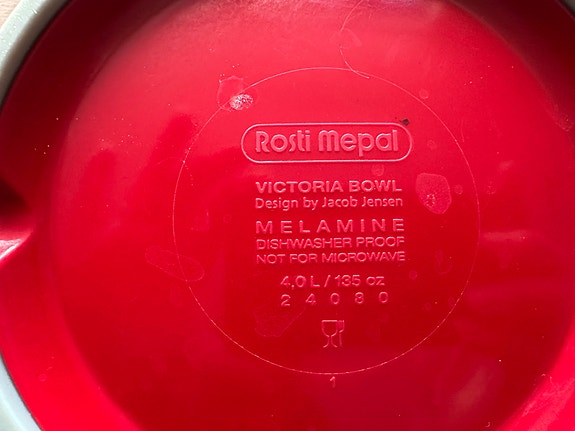 Rosti Mepal
VICTORIA BOWL
Design by Jacob Jensen
MELAMINE
DISHWASHER PROOF
NOT FOR MICROWAVE
4,0 L / 135 oz
24080
1